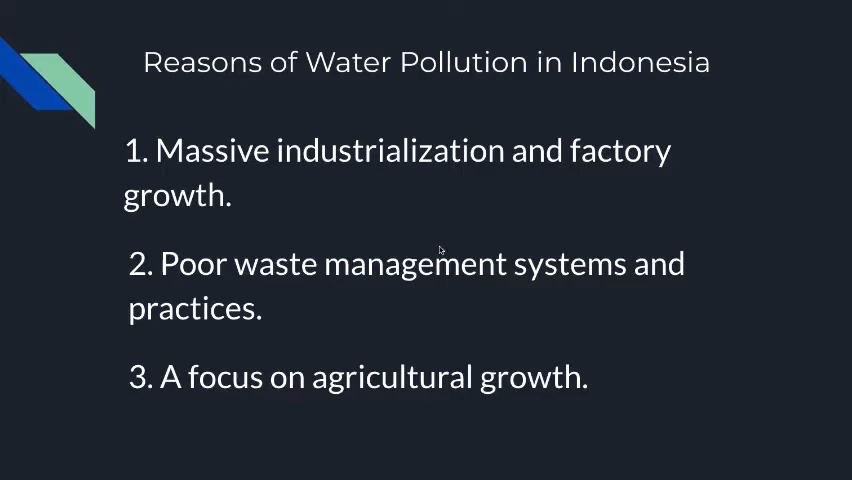 Reasons of Water Pollution in Indonesia
1. Massive industrialization and factory
growth.
2. Poor waste management systems and
practices.
3. A focus on agricultural growth.